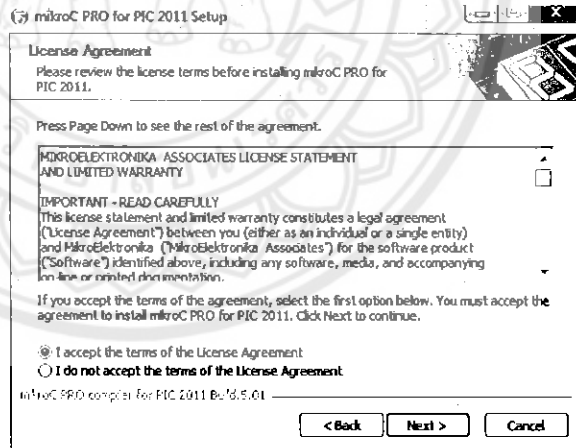 mikroC PRO for PIC 2011 Setup
License Agreement
Please review the license terms before installing mikroC PRO for
PIC 2011.
Press Page Down to see the rest of the agreement.
MIKROELEKTRONIKA ASSOCIATES LICENSE STATEMENT
AND LIMITED WARRANTY
IMPORTANT - READ CAREFULLY
This license statement and limited warranty constitutes a legal agreement
("License Agreement") between you (either as an individual or a single entity)
and MikroElektronika ("MikroElektronika Associates") for the software product
("Software") identified above, including any software, media, and accompanying
on-line or printed documentation.
If you accept the terms of the agreement, select the first option below. You must accept the
agreement to install mikroC PRO for PIC 2011. Click Next to continue.
I accept the terms of the License Agreement
I do not accept the terms of the License Agreement
mikroC PRO compiler for PIC 2011 Build.5.01
< Back Next > Cancel